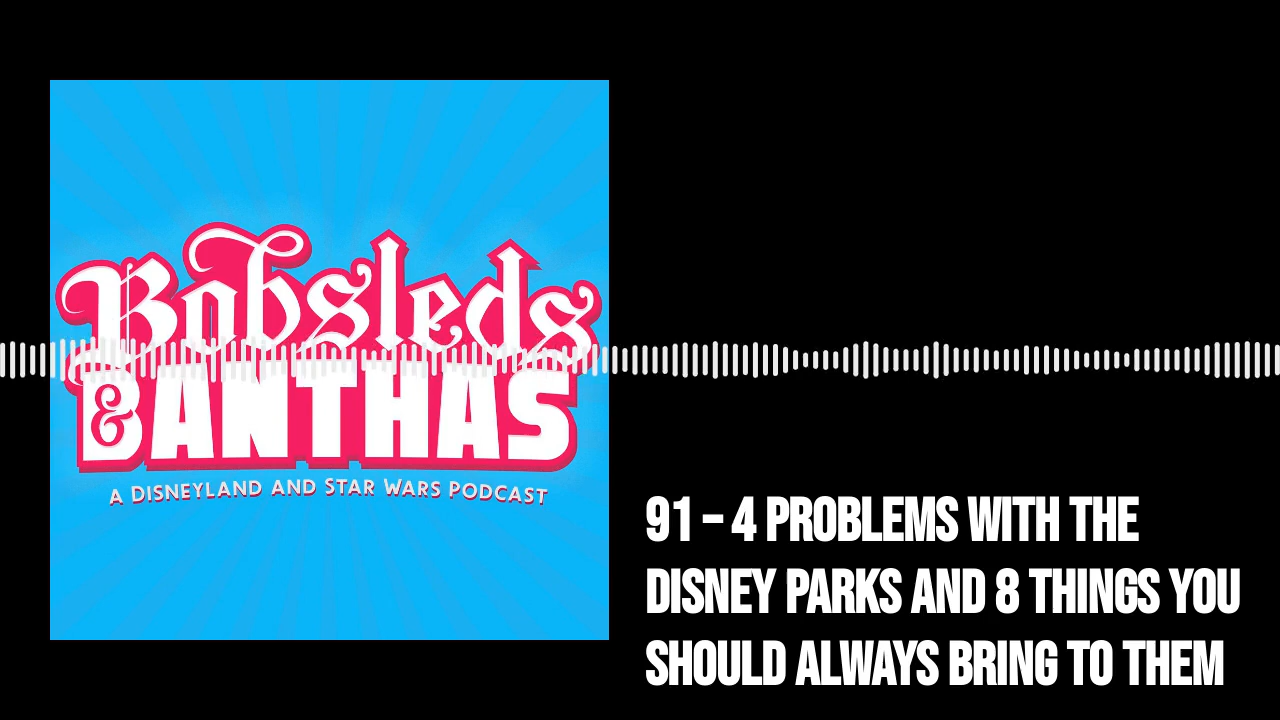 Bobsleds
& BANTHAS
A DISNEYLAND AND STAR WARS PODCAST
91 – 4 PROBLEMS WITH THE
DISNEY PARKS AND 8 THINGS YOU
SHOULD ALWAYS BRING TO THEM